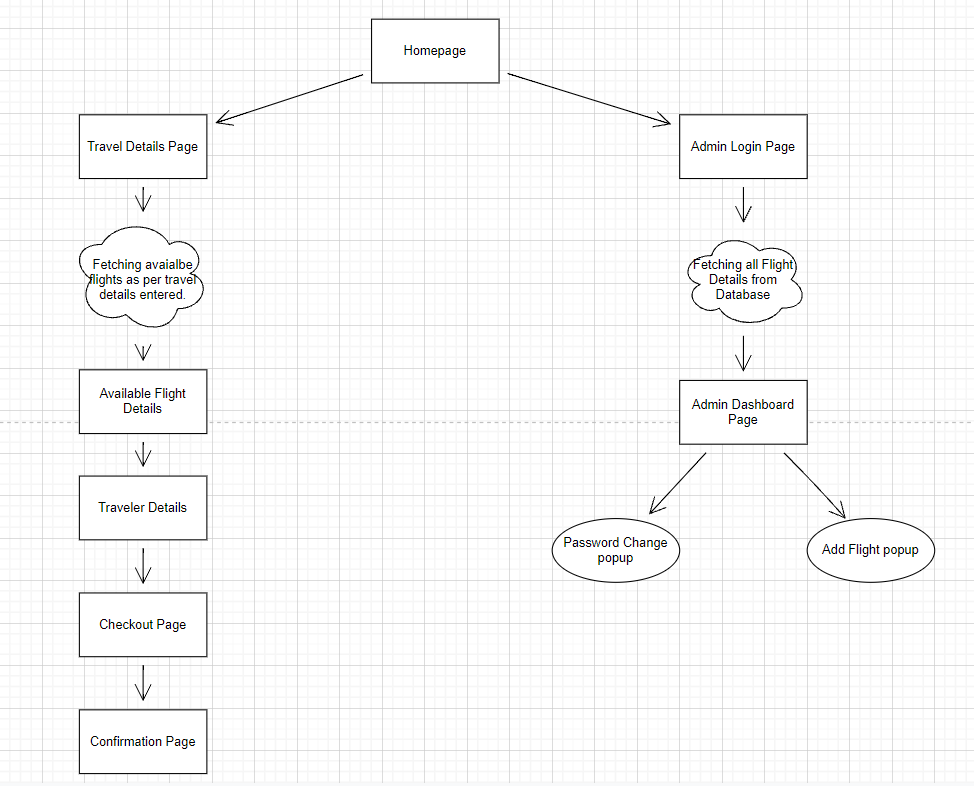 Homepage
Travel Details Page
Admin Login Page
Fetching avaialbe
flights as per travel
details entered.
Fetching all Flight
Details from
Database
Available Flight
Details
Admin Dashboard
Page
Traveler Details
Password Change
popup
Add Flight popup
Checkout Page
Confirmation Page